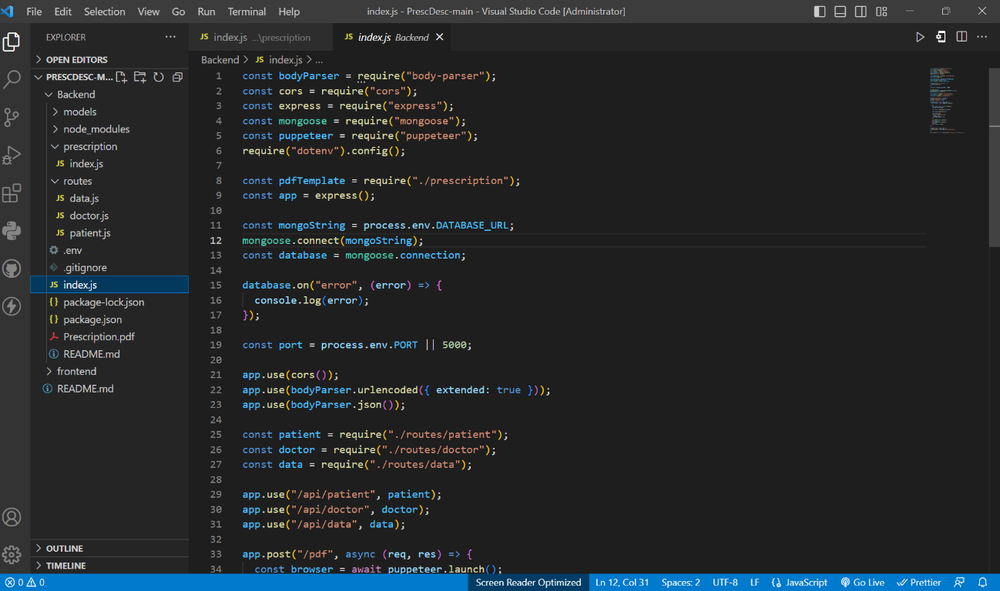 File Edit Selection View Go Run Terminal Help index.js - PrescDesc-main - Visual Studio Code [Administrator]
EXPLORER ...
OPEN EDITORS
PRESCDESC-M...
Backend
models
node_modules
prescription
JS index.js
routes
JS data.js
JS doctor.js
JS patient.js
.env
.gitignore
JS index.js
{} package-lock.json
{} package.json
Prescription.pdf
README.md
frontend
README.md
OUTLINE
TIMELINE
JS index.js ...\prescription JS index.js Backend
Backend > JS index.js > ...
1 const bodyParser = require("body-parser");
2 const cors = require("cors");
3 const express = require("express");
4 const mongoose = require("mongoose");
5 const puppeteer = require("puppeteer");
6 require("dotenv").config();
7
8 const pdfTemplate = require("./prescription");
9 const app = express();
10
11 const mongoString = process.env.DATABASE_URL;
12 mongoose.connect(mongoString);
13 const database = mongoose.connection;
14
15 database.on("error", (error) => {
16   console.log(error);
17 });
18
19 const port = process.env.PORT || 5000;
20
21 app.use(cors());
22 app.use(bodyParser.urlencoded({ extended: true }));
23 app.use(bodyParser.json());
24
25 const patient = require("./routes/patient");
26 const doctor = require("./routes/doctor");
27 const data = require("./routes/data");
28
29 app.use("/api/patient", patient);
30 app.use("/api/doctor", doctor);
31 app.use("/api/data", data);
32
33 app.post("/pdf", async (req, res) => {
34   const browser = await puppeteer.launch();
0 0 Screen Reader Optimized Ln 12, Col 31 Spaces: 2 UTF-8 LF {} JavaScript Go Live Prettier